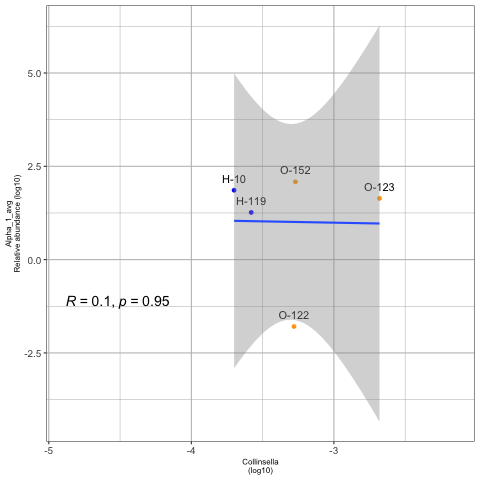 Alpha_1_avg
Relative abundance (log10)
5.0
2.5
0.0
-2.5
O-152
H-10
O-123
H-119
R = 0.1, p = 0.95
O-122
-5
-4
-3
Collinsella
(log10)